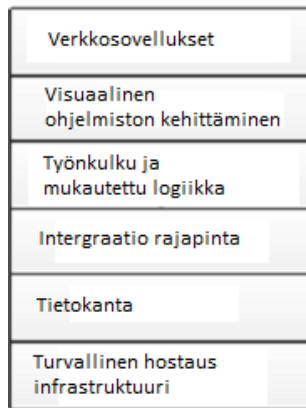 Verkkosovellukset
Visuaalinen
ohjelmiston kehittäminen
Työnkulku ja
mukautettu logiikka
Intergraatio rajapinta
Tietokanta
Turvallinen hostaus
infrastruktuuri